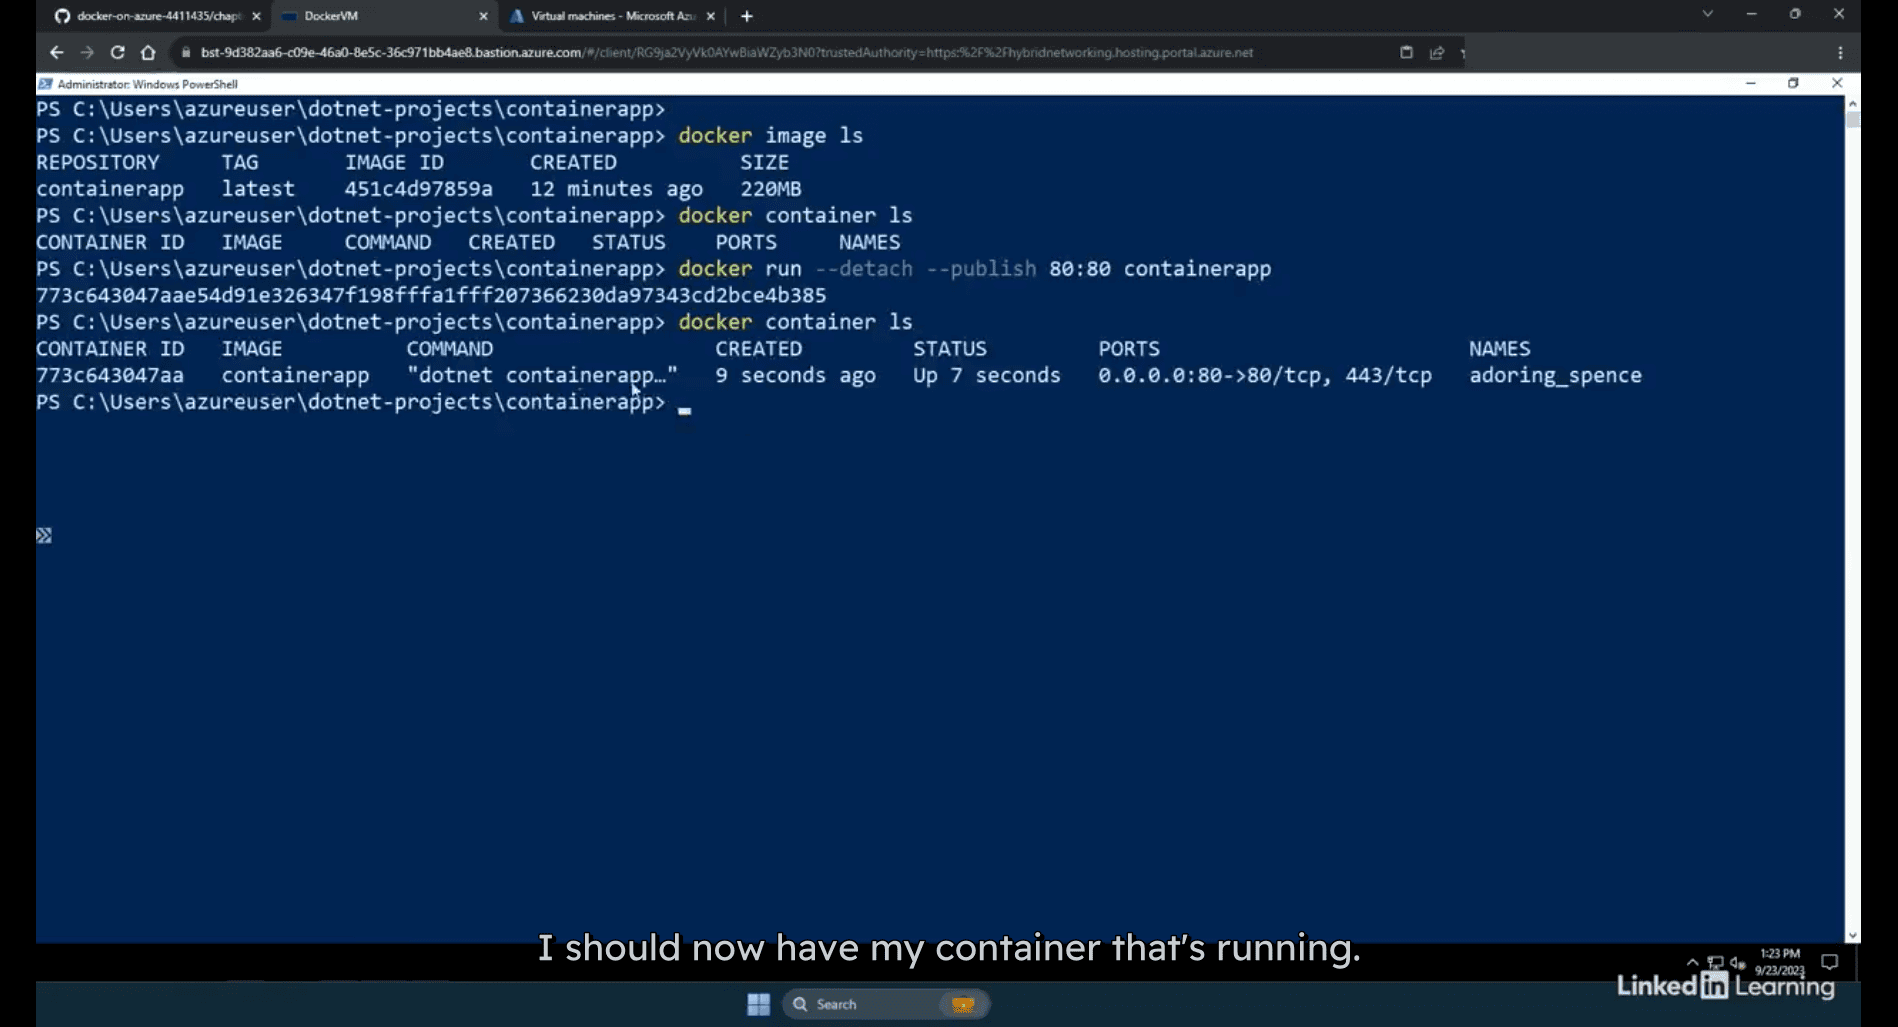 docker-on-azure-4411435/chapt
DockerVM
Virtual machines - Microsoft Azu
bst-9d382aa6-c09e-46a0-8e5c-36c971bb4ae8.bastion.azure.com/#/client/RG9ja2VyVk0AYwBiaWZyb3N0?trustedAuthority=https:%2F%2Fhybridnetworking.hosting.portal.azure.net
Administrator: Windows PowerShell
PS C:\Users\azureuser\dotnet-projects\containerapp>
PS C:\Users\azureuser\dotnet-projects\containerapp> docker image ls
REPOSITORY TAG IMAGE ID CREATED SIZE
containerapp latest 451c4d97859a 12 minutes ago 220MB
PS C:\Users\azureuser\dotnet-projects\containerapp> docker container ls
CONTAINER ID IMAGE COMMAND CREATED STATUS PORTS NAMES
PS C:\Users\azureuser\dotnet-projects\containerapp> docker run --detach --publish 80:80 containerapp
773c643047aae54d91e326347f198fffa1fff207366230da97343cd2bce4b385
PS C:\Users\azureuser\dotnet-projects\containerapp> docker container ls
CONTAINER ID IMAGE COMMAND CREATED STATUS PORTS NAMES
773c643047aa containerapp "dotnet containerapp…" 9 seconds ago Up 7 seconds 0.0.0.0:80->80/tcp, 443/tcp adoring_spence
PS C:\Users\azureuser\dotnet-projects\containerapp>
I should now have my container that's running.
1:23 PM
9/23/2023
LinkedIn Learning
Search